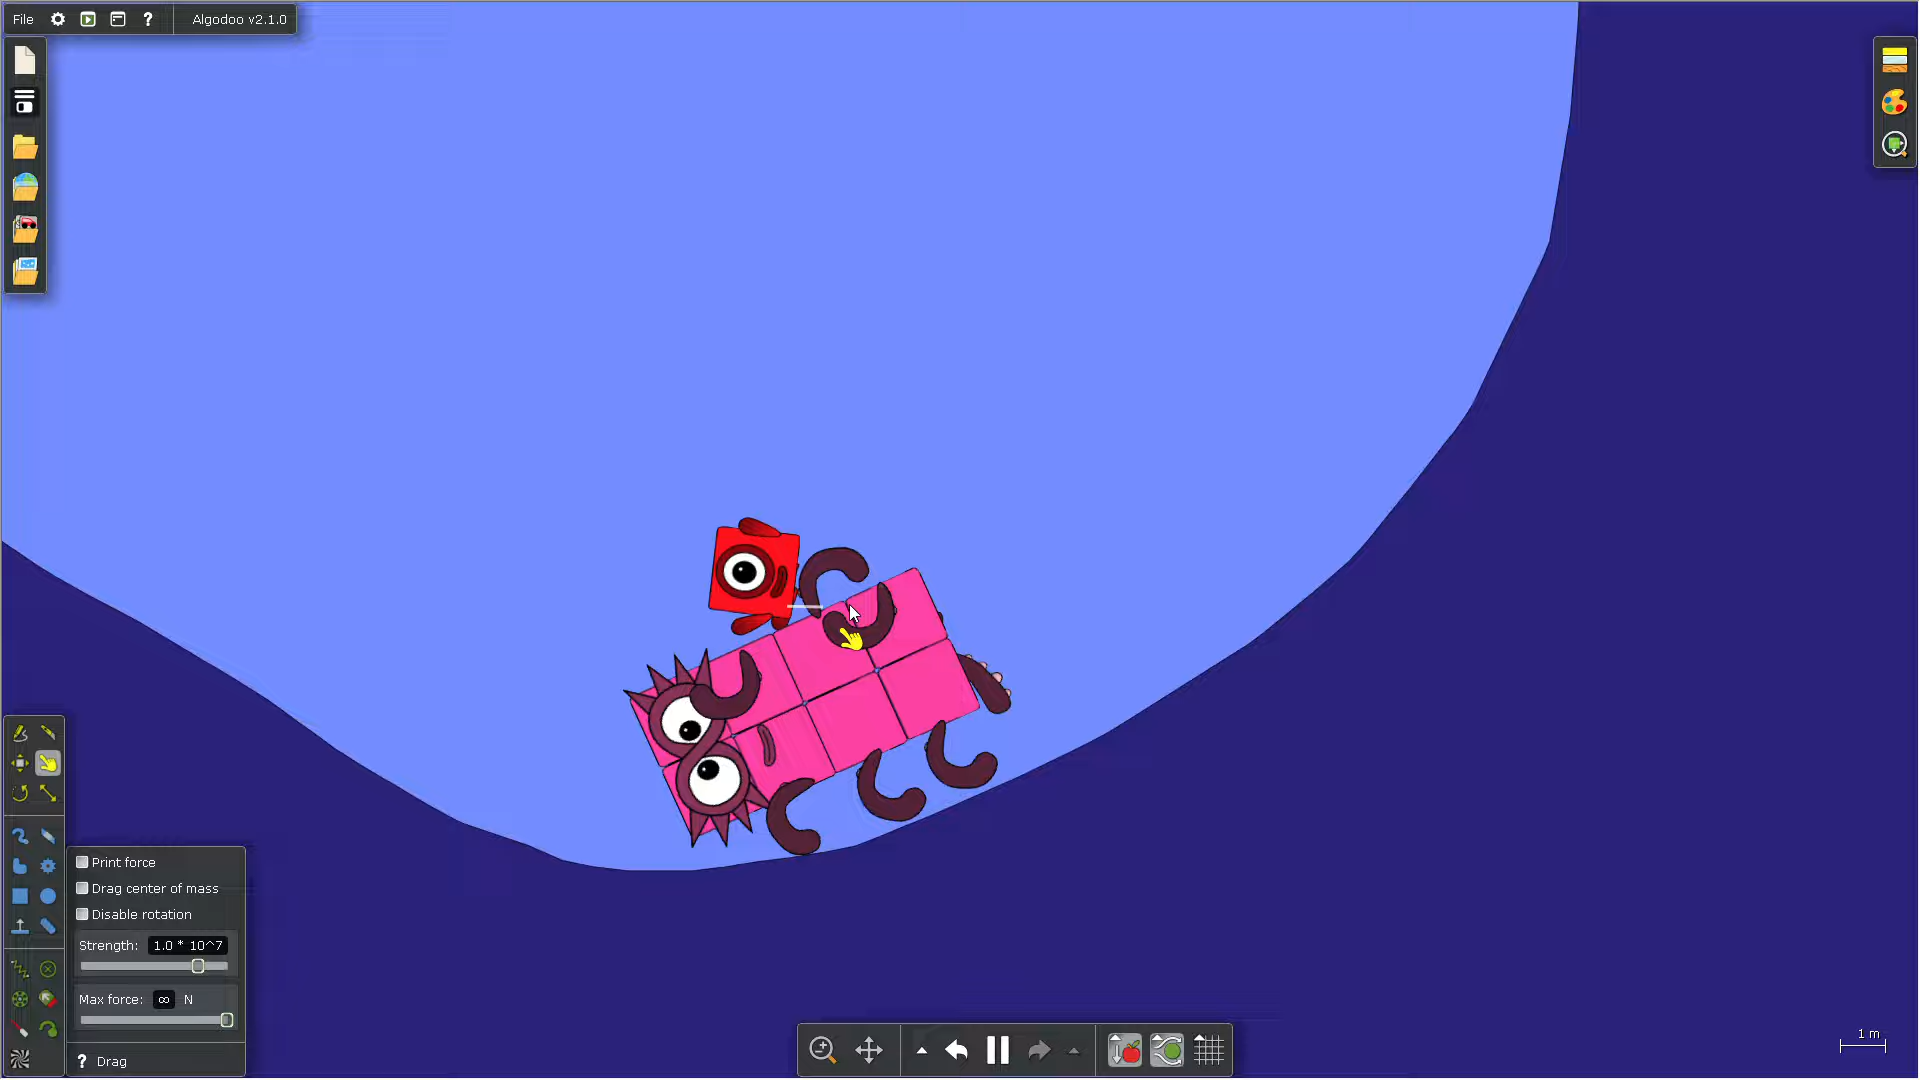 File
?
Algodoo v2.1.0
Print force
Drag center of mass
Disable rotation
Strength: 1.0 * 10^7
Max force: ∞ N
? Drag
1 m